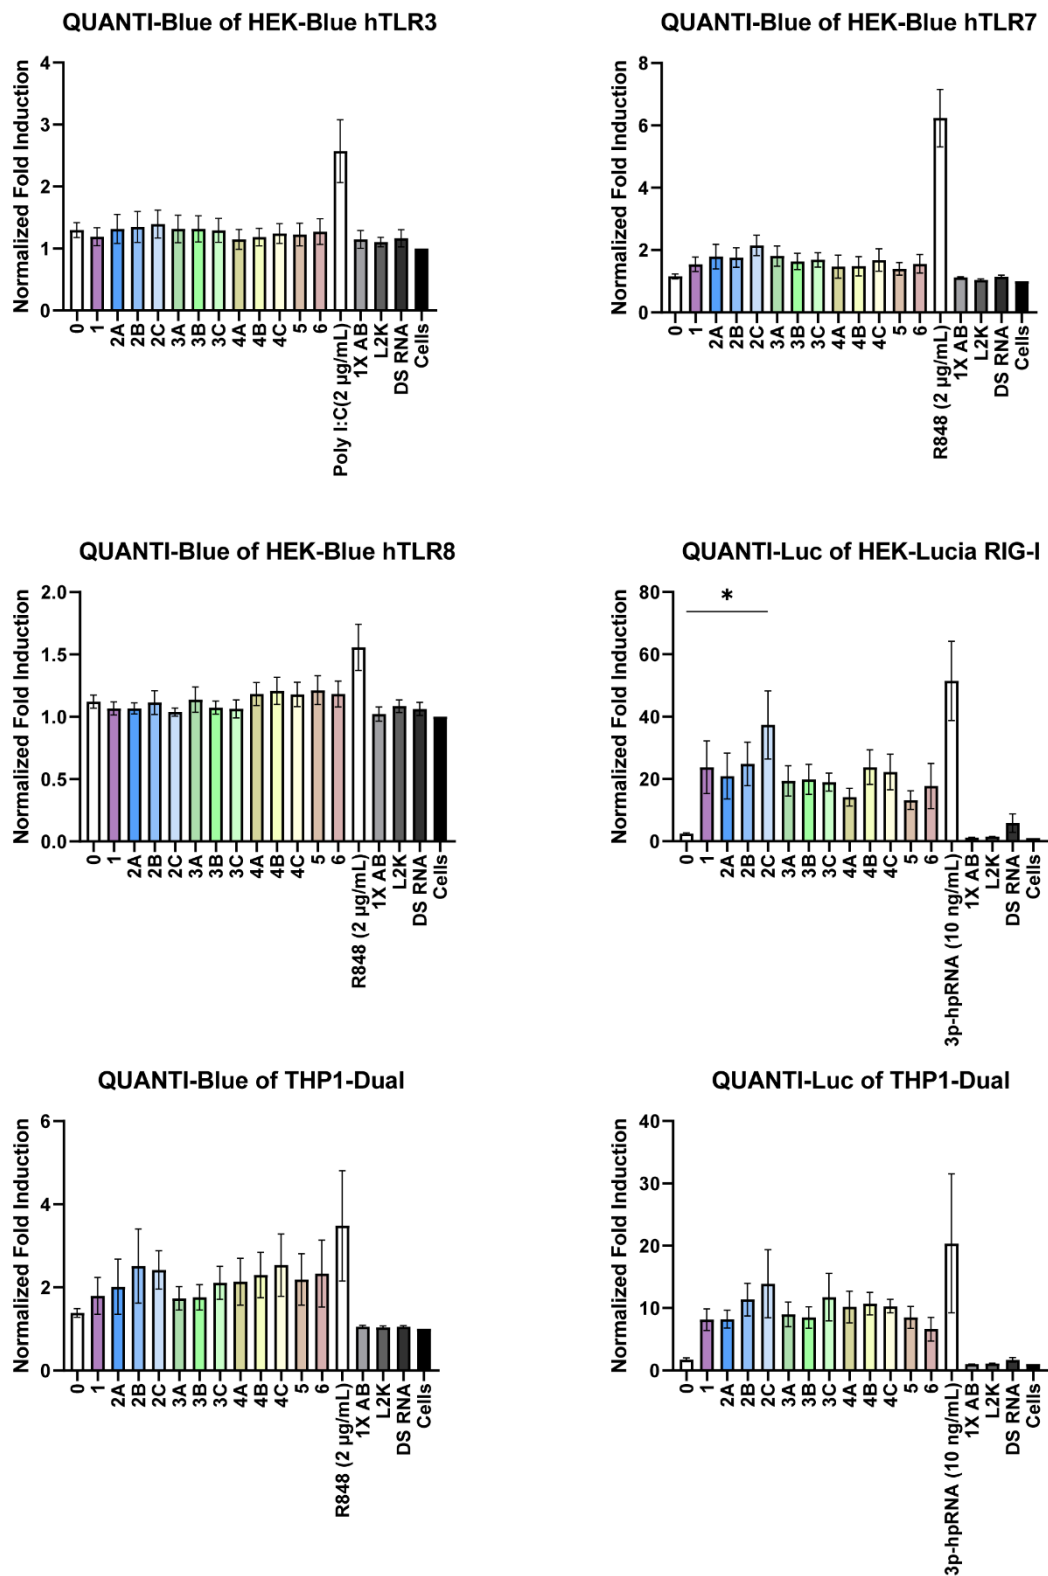 QUANTI-Blue of HEK-Blue hTLR3
Normalized Fold Induction
4
3
2
1
0
0
1
2A
2B
2C
3A
3B
3C
4A
4B
4C
5
6
Poly I:C(2 µg/mL)
1X AB
L2K
DS RNA
Cells
QUANTI-Blue of HEK-Blue hTLR7
Normalized Fold Induction
8
6
4
2
0
0
1
2A
2B
2C
3A
3B
3C
4A
4B
4C
5
6
R848 (2 µg/mL)
1X AB
L2K
DS RNA
Cells
QUANTI-Blue of HEK-Blue hTLR8
Normalized Fold Induction
2.0
1.5
1.0
0.5
0.0
0
1
2A
2B
2C
3A
3B
3C
4A
4B
4C
5
6
R848 (2 µg/mL)
1X AB
L2K
DS RNA
Cells
QUANTI-Luc of HEK-Lucia RIG-I
Normalized Fold Induction
80
60
40
20
0
*
0
1
2A
2B
2C
3A
3B
3C
4A
4B
4C
5
6
3p-hpRNA (10 ng/mL)
1X AB
L2K
DS RNA
Cells
QUANTI-Blue of THP1-Dual
Normalized Fold Induction
6
4
2
0
0
1
2A
2B
2C
3A
3B
3C
4A
4B
4C
5
6
R848 (2 µg/mL)
1X AB
L2K
DS RNA
Cells
QUANTI-Luc of THP1-Dual
Normalized Fold Induction
40
30
20
10
0
0
1
2A
2B
2C
3A
3B
3C
4A
4B
4C
5
6
3p-hpRNA (10 ng/mL)
1X AB
L2K
DS RNA
Cells